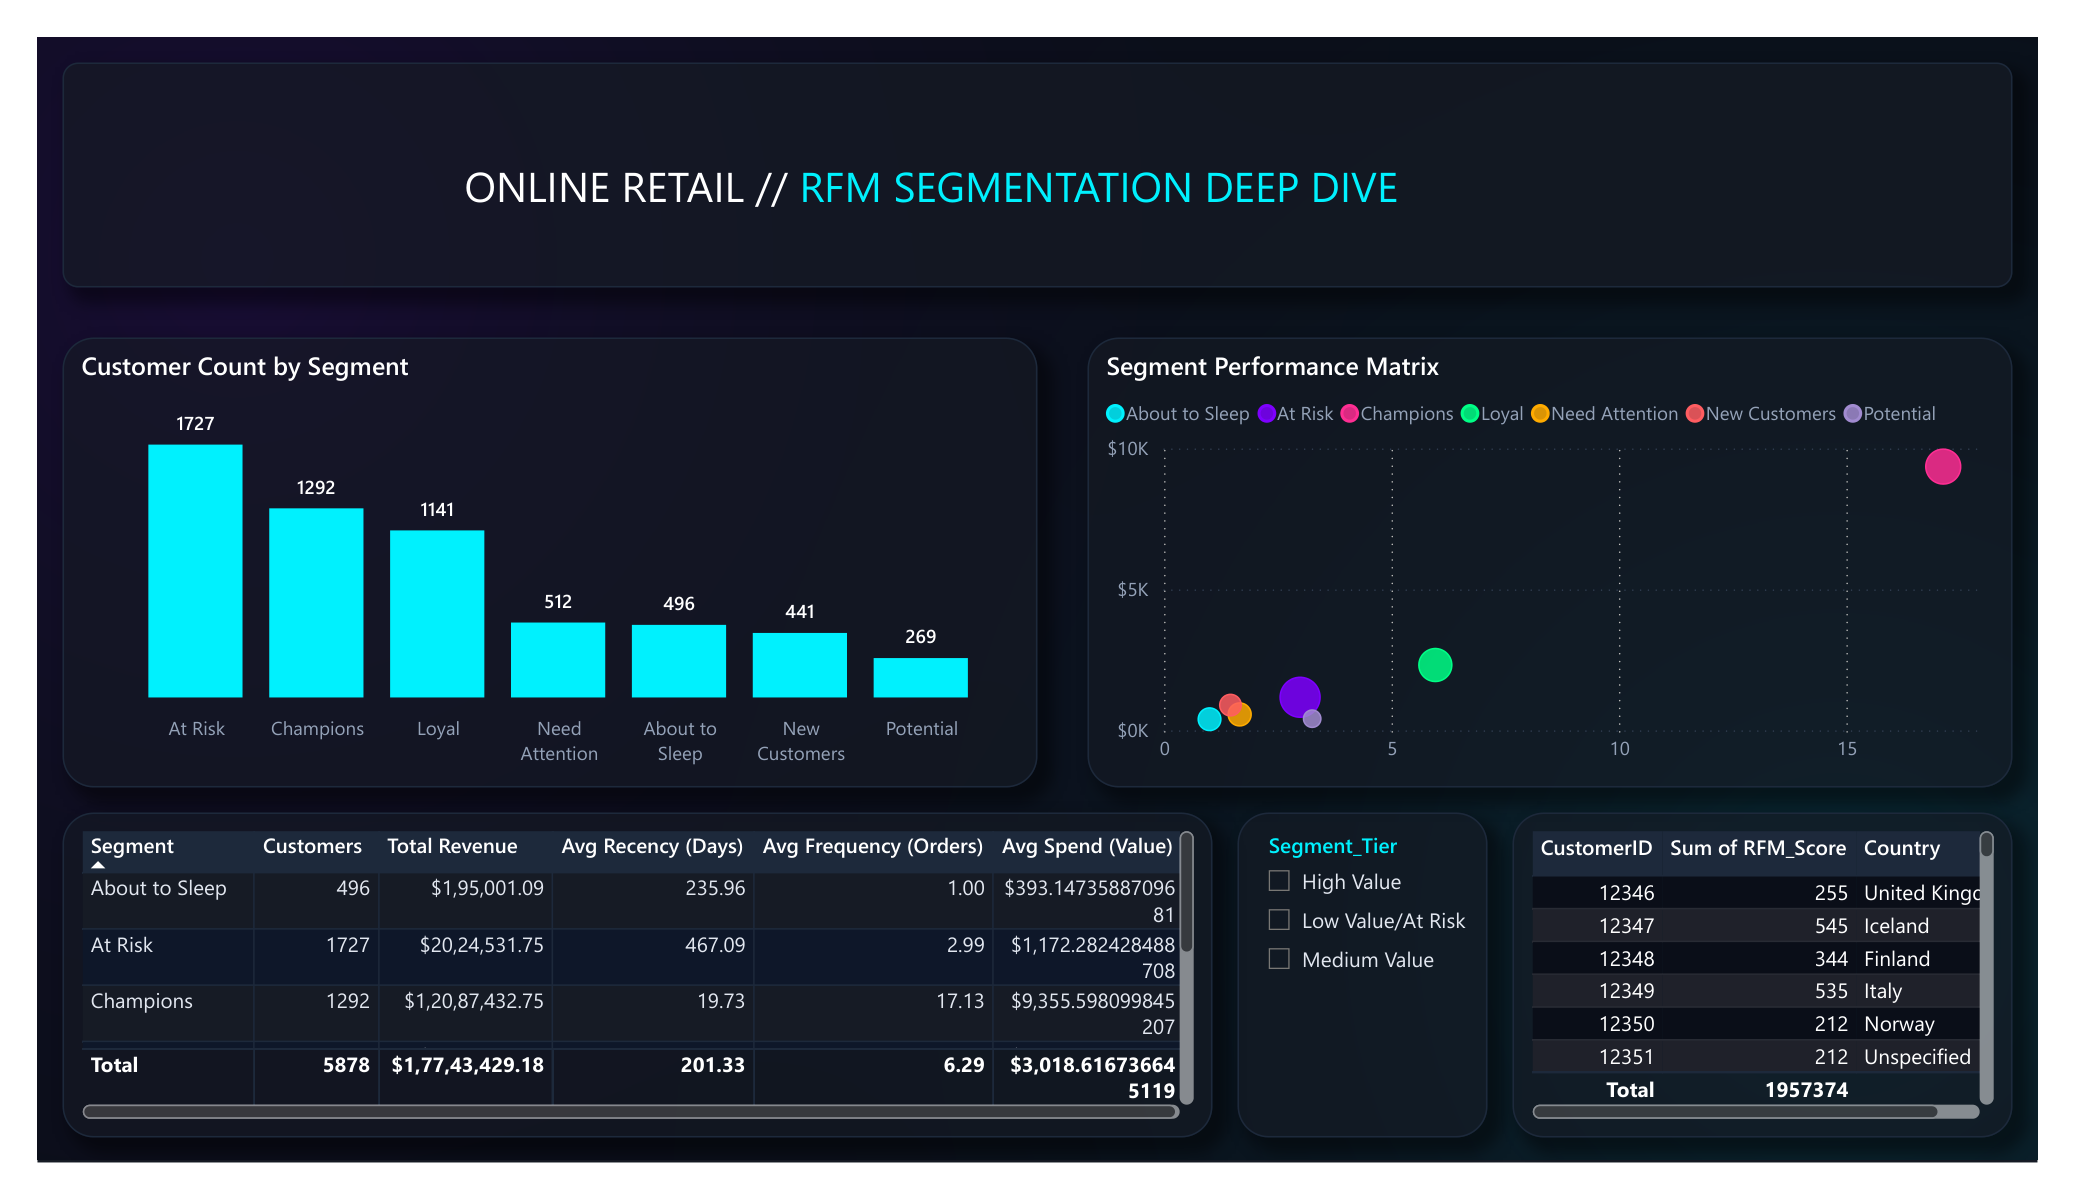 ONLINE RETAIL // RFM SEGMENTATION DEEP DIVE
Customer Count by Segment
1727
1292
1141
512
496
441
269
At Risk
Champions
Loyal
Need
Attention
About to
Sleep
New
Customers
Potential
Segment Performance Matrix
About to Sleep At Risk Champions Loyal Need Attention New Customers Potential
$10K
$5K
$0K
0 5 10 15
Segment Customers Total Revenue Avg Recency (Days) Avg Frequency (Orders) Avg Spend (Value)
About to Sleep 496 $1,95,001.09 235.96 1.00 $393.14735887096
81
At Risk 1727 $20,24,531.75 467.09 2.99 $1,172.282428488
708
Champions 1292 $1,20,87,432.75 19.73 17.13 $9,355.598099845
207
Total 5878 $1,77,43,429.18 201.33 6.29 $3,018.61673664
5119
Segment_Tier
High Value
Low Value/At Risk
Medium Value
CustomerID Sum of RFM_Score Country
12346 255 United Kingd
12347 545 Iceland
12348 344 Finland
12349 535 Italy
12350 212 Norway
12351 212 Unspecified
Total 1957374